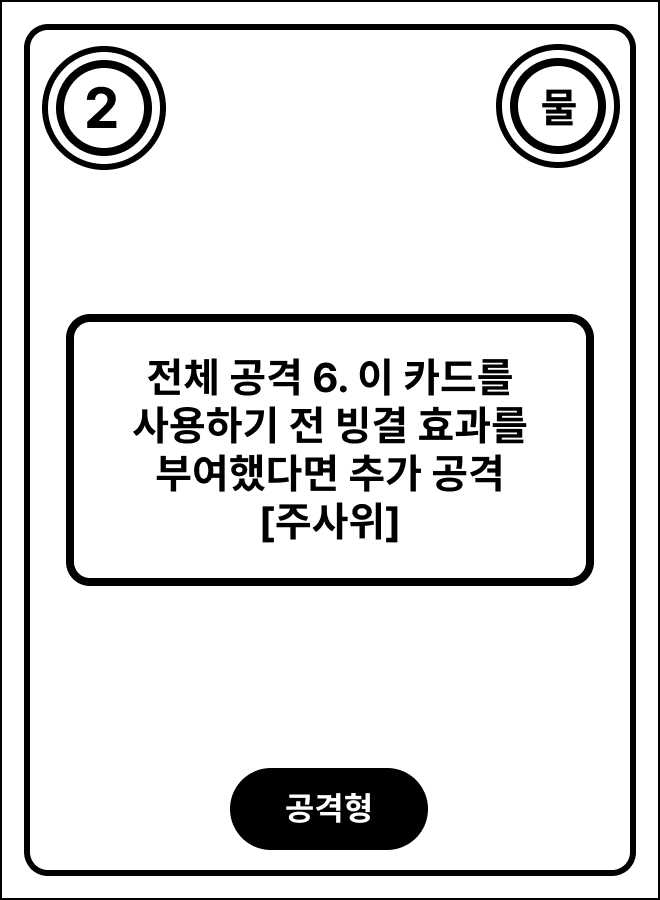 2
물
전체 공격 6. 이 카드를
사용하기 전 빙결 효과를
부여했다면 추가 공격
[주사위]
공격형